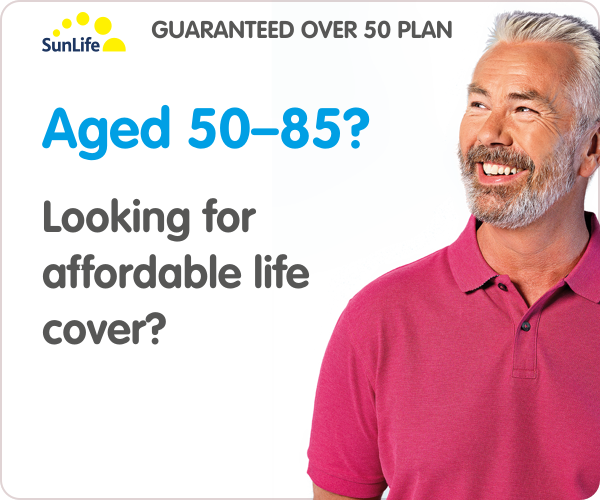 SunLife
GUARANTEED OVER 50 PLAN
Aged 50–85?
Looking for
affordable life
cover?